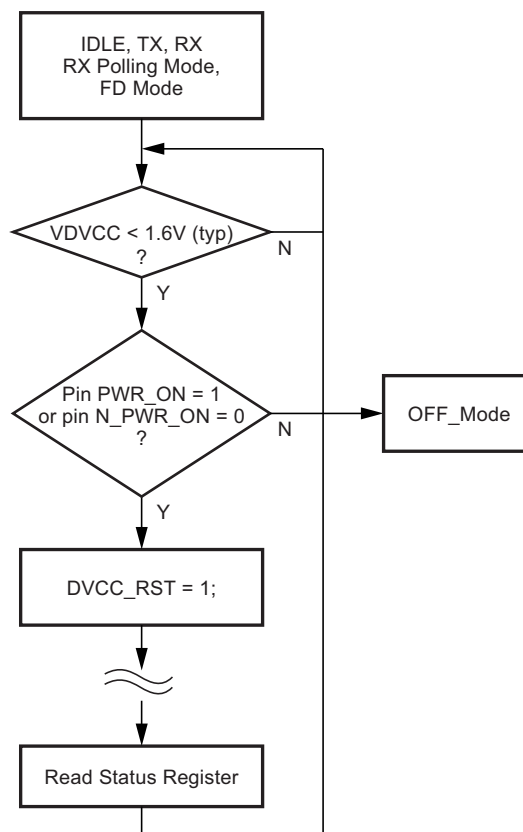 IDLE, TX, RX
RX Polling Mode,
FD Mode
VDVCC < 1.6V (typ)
?
N
Y
Pin PWR_ON = 1
or pin N_PWR_ON = 0
?
N
OFF_Mode
Y
DVCC_RST = 1;
Read Status Register